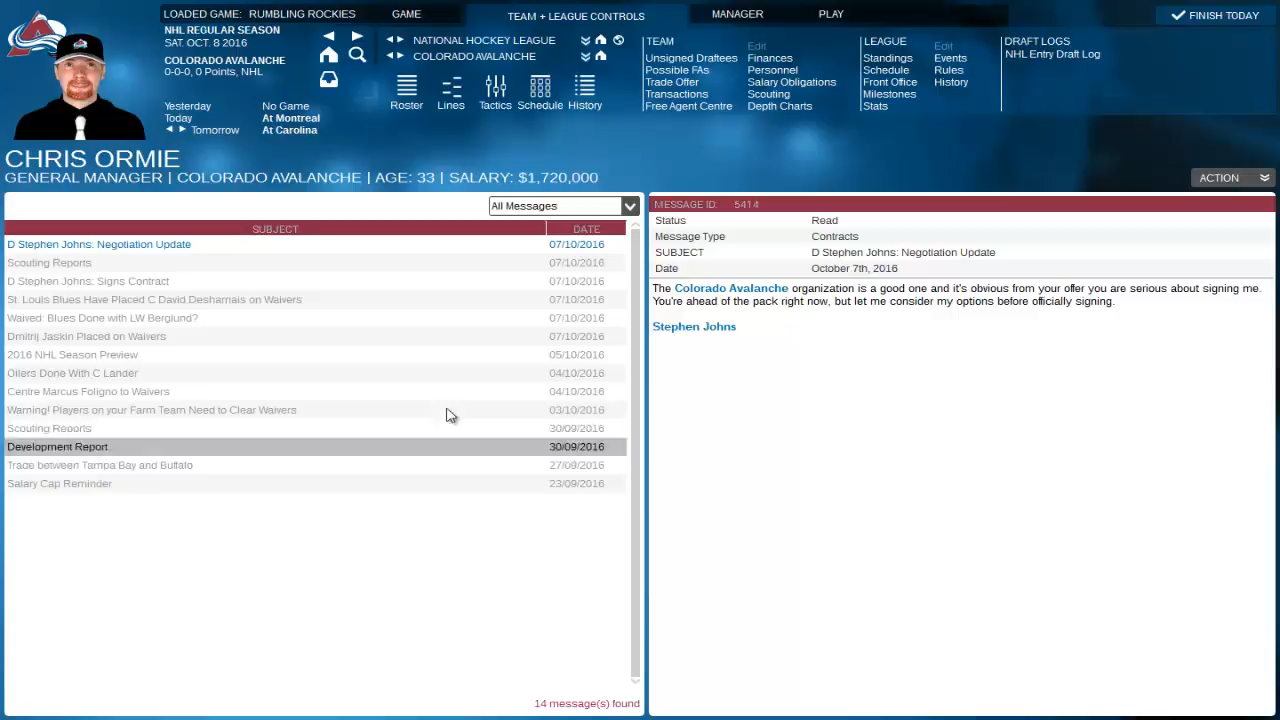 LOADED GAME: RUMBLING ROCKIES
GAME
TEAM + LEAGUE CONTROLS
MANAGER
PLAY
FINISH TODAY
NHL REGULAR SEASON
SAT. OCT. 8 2016
COLORADO AVALANCHE
0-0-0, 0 Points, NHL
Yesterday No Game
Today At Montreal
Tomorrow At Carolina
NATIONAL HOCKEY LEAGUE
COLORADO AVALANCHE
Roster Lines Tactics Schedule History
TEAM Edit
Unsigned Draftees Finances
Possible FAs Personnel
Trade Offer Salary Obligations
Transactions Scouting
Free Agent Centre Depth Charts
LEAGUE Edit
Standings Events
Schedule Rules
Front Office History
Milestones
Stats
DRAFT LOGS
NHL Entry Draft Log
CHRIS ORMIE
GENERAL MANAGER | COLORADO AVALANCHE | AGE: 33 | SALARY: $1,720,000
ACTION
All Messages
SUBJECT DATE
D Stephen Johns: Negotiation Update 07/10/2016
Scouting Reports 07/10/2016
D Stephen Johns: Signs Contract 07/10/2016
St. Louis Blues Have Placed C David Desharnais on Waivers 07/10/2016
Waived: Blues Done with LW Berglund? 07/10/2016
Dmitrij Jaskin Placed on Waivers 07/10/2016
2016 NHL Season Preview 05/10/2016
Oilers Done With C Lander 04/10/2016
Centre Marcus Foligno to Waivers 04/10/2016
Warning! Players on your Farm Team Need to Clear Waivers 03/10/2016
Scouting Reports 30/09/2016
Development Report 30/09/2016
Trade between Tampa Bay and Buffalo 27/09/2016
Salary Cap Reminder 23/09/2016
14 message(s) found
MESSAGE ID: 5414
Status Read
Message Type Contracts
SUBJECT D Stephen Johns: Negotiation Update
Date October 7th, 2016
The Colorado Avalanche organization is a good one and it's obvious from your offer you are serious about signing me.
You're ahead of the pack right now, but let me consider my options before officially signing.
Stephen Johns